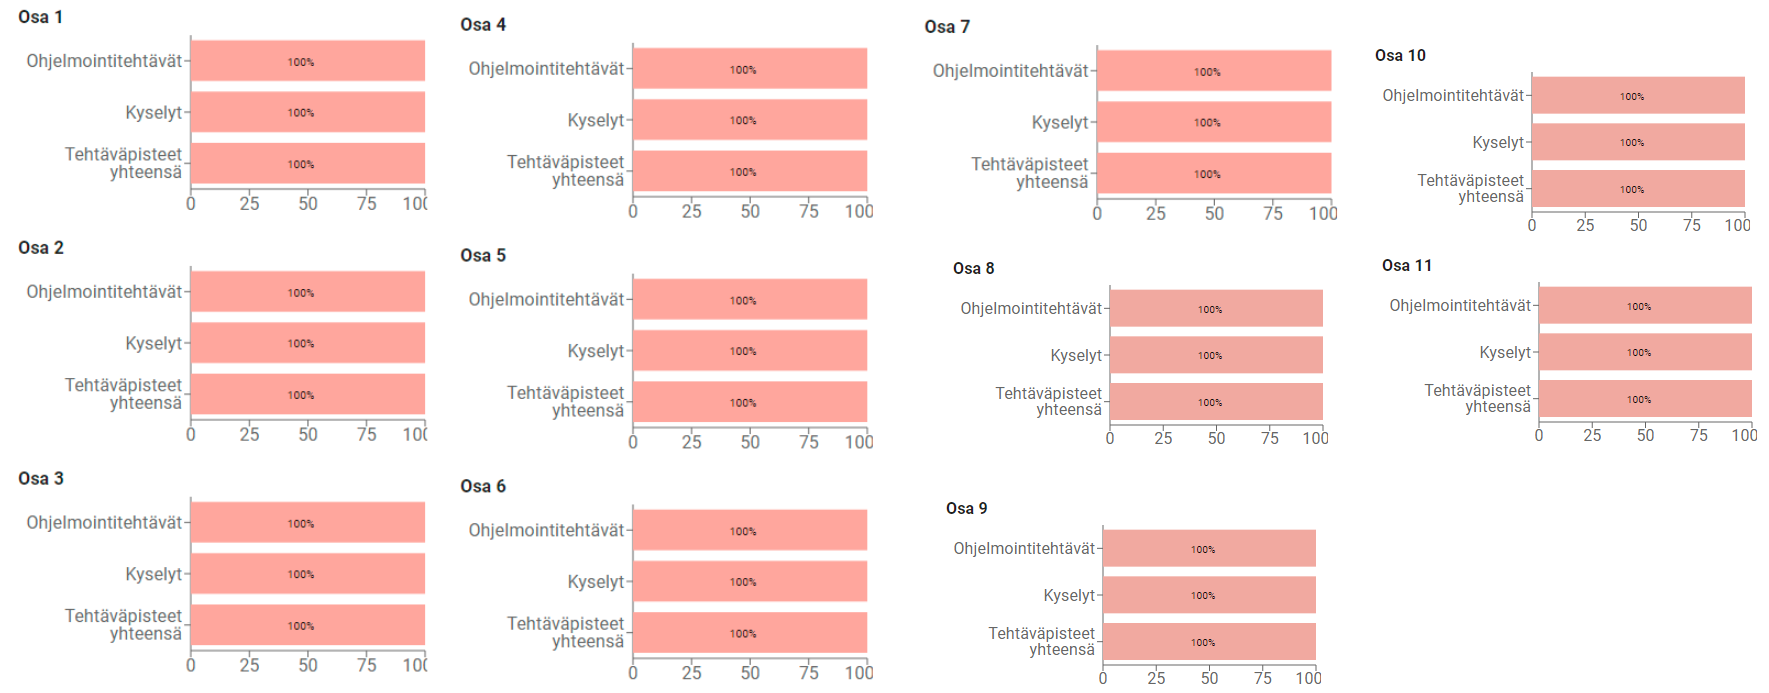 Osa 1
Ohjelmointitehtävät
100%
Kyselyt
100%
Tehtäväpisteet
yhteensä
100%
0 25 50 75 100
Osa 2
Ohjelmointitehtävät
100%
Kyselyt
100%
Tehtäväpisteet
yhteensä
100%
0 25 50 75 100
Osa 3
Ohjelmointitehtävät
100%
Kyselyt
100%
Tehtäväpisteet
yhteensä
100%
0 25 50 75 100
Osa 4
Ohjelmointitehtävät
100%
Kyselyt
100%
Tehtäväpisteet
yhteensä
100%
0 25 50 75 100
Osa 5
Ohjelmointitehtävät
100%
Kyselyt
100%
Tehtäväpisteet
yhteensä
100%
0 25 50 75 100
Osa 6
Ohjelmointitehtävät
100%
Kyselyt
100%
Tehtäväpisteet
yhteensä
100%
0 25 50 75 100
Osa 7
Ohjelmointitehtävät
100%
Kyselyt
100%
Tehtäväpisteet
yhteensä
100%
0 25 50 75 100
Osa 8
Ohjelmointitehtävät
100%
Kyselyt
100%
Tehtäväpisteet
yhteensä
100%
0 25 50 75 100
Osa 9
Ohjelmointitehtävät
100%
Kyselyt
100%
Tehtäväpisteet
yhteensä
100%
0 25 50 75 100
Osa 10
Ohjelmointitehtävät
100%
Kyselyt
100%
Tehtäväpisteet
yhteensä
100%
0 25 50 75 100
Osa 11
Ohjelmointitehtävät
100%
Kyselyt
100%
Tehtäväpisteet
yhteensä
100%
0 25 50 75 100